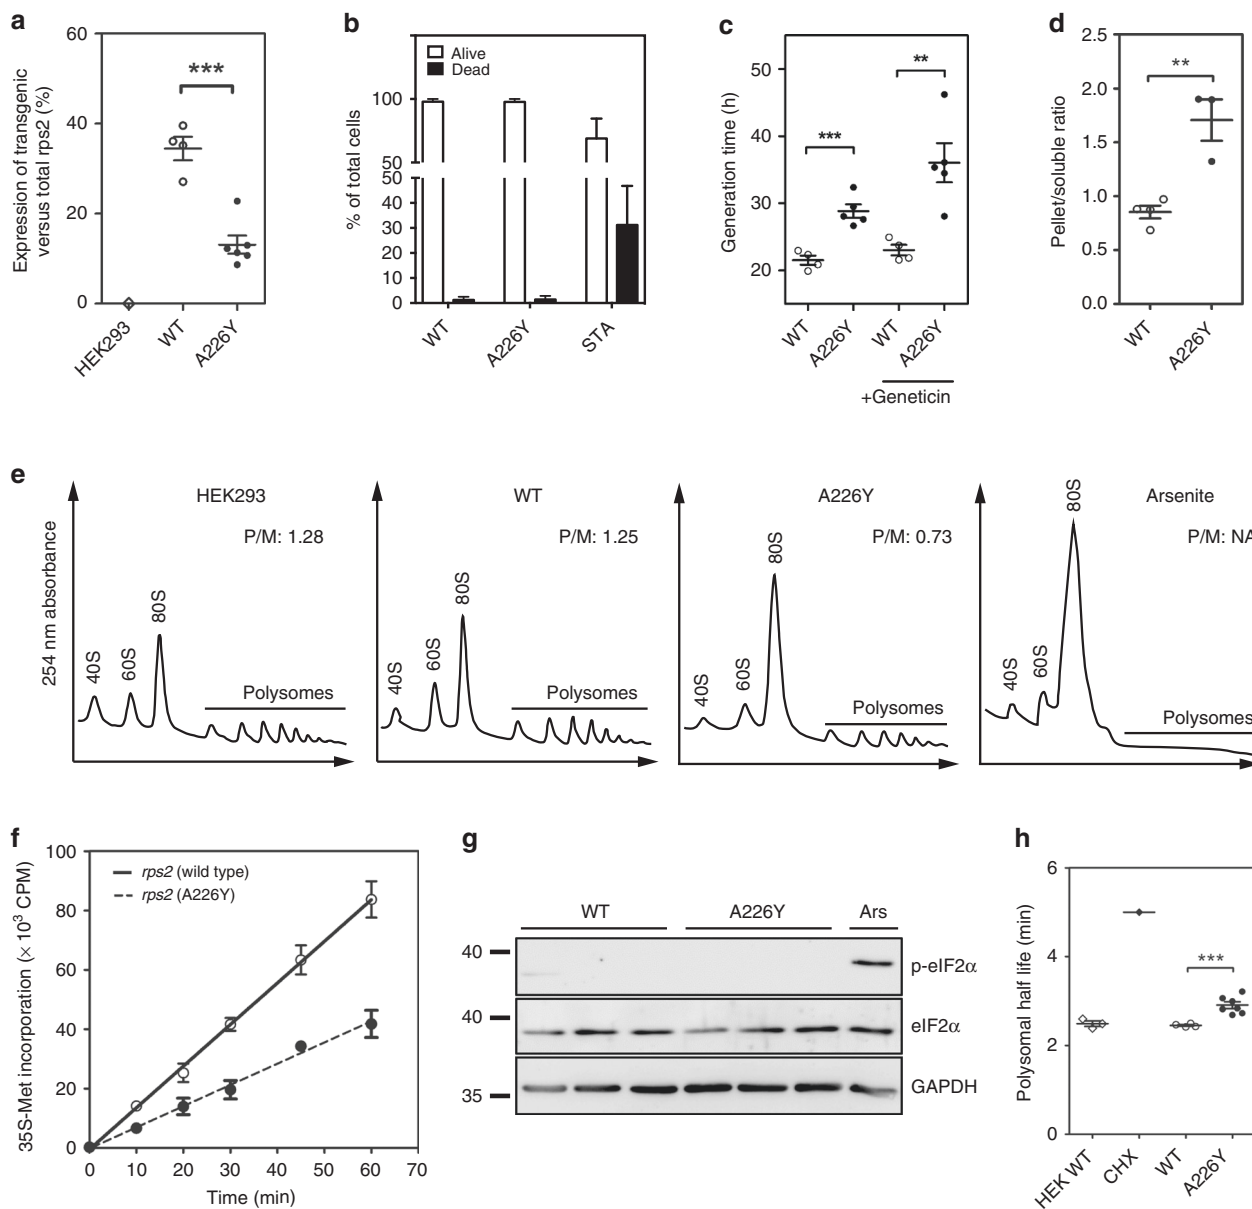 a
Expression of transgenic
versus total rps2 (%)
60
40
20
0
***
HEK293
WT
A226Y
b
% of total cells
Alive
Dead
100
50
50
40
30
20
10
0
WT
A226Y
STA
c
Generation time (h)
50
40
30
20
***
**
WT
A226Y
WT
A226Y
+Geneticin
d
Pellet/soluble ratio
2.5
2.0
1.5
1.0
0.5
0.0
**
WT
A226Y
e
254 nm absorbance
HEK293
P/M: 1.28
40S
60S
80S
Polysomes
WT
P/M: 1.25
40S
60S
80S
Polysomes
A226Y
P/M: 0.73
40S
60S
80S
Polysomes
Arsenite
P/M: NA
40S
60S
80S
Polysomes
f
35S-Met incorporation (× 10³ CPM)
100
80
60
40
20
0
rps2 (wild type)
rps2 (A226Y)
0 10 20 30 40 50 60 70
Time (min)
g
WT A226Y Ars
40
p-eIF2α
40
eIF2α
35
GAPDH
h
Polysomal half life (min)
6
4
2
0
***
HEK WT
CHX
WT
A226Y